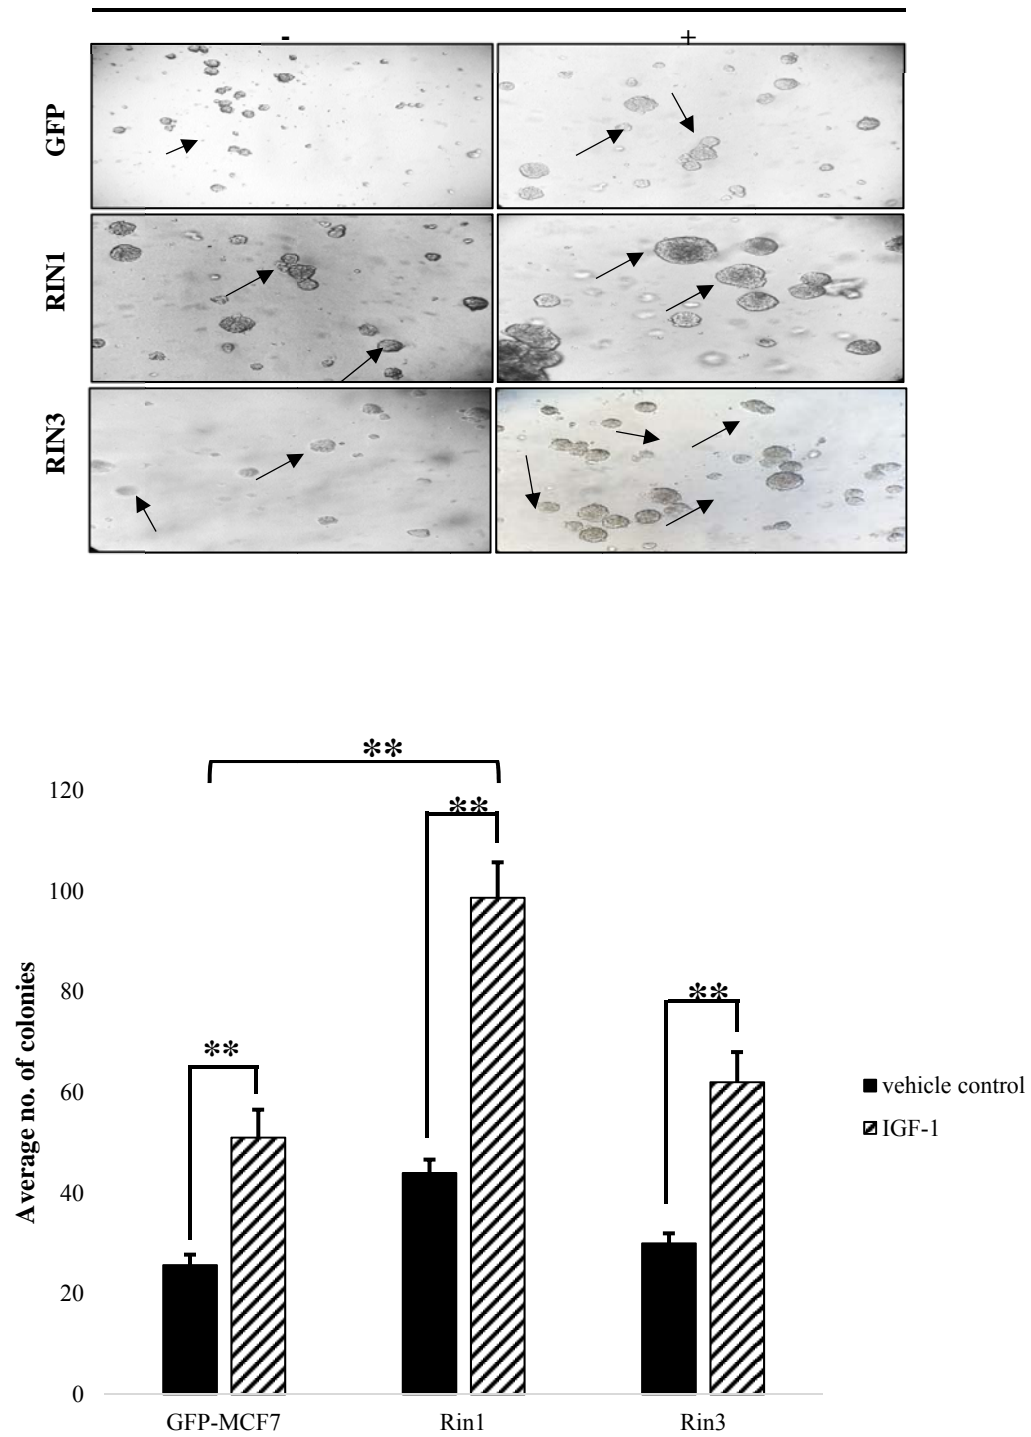 - +
GFP
RIN1
RIN3
**
120
**
100
80
**
**
60
40
20
0
Average no. of colonies
vehicle control
IGF-1
GFP-MCF7 Rin1 Rin3